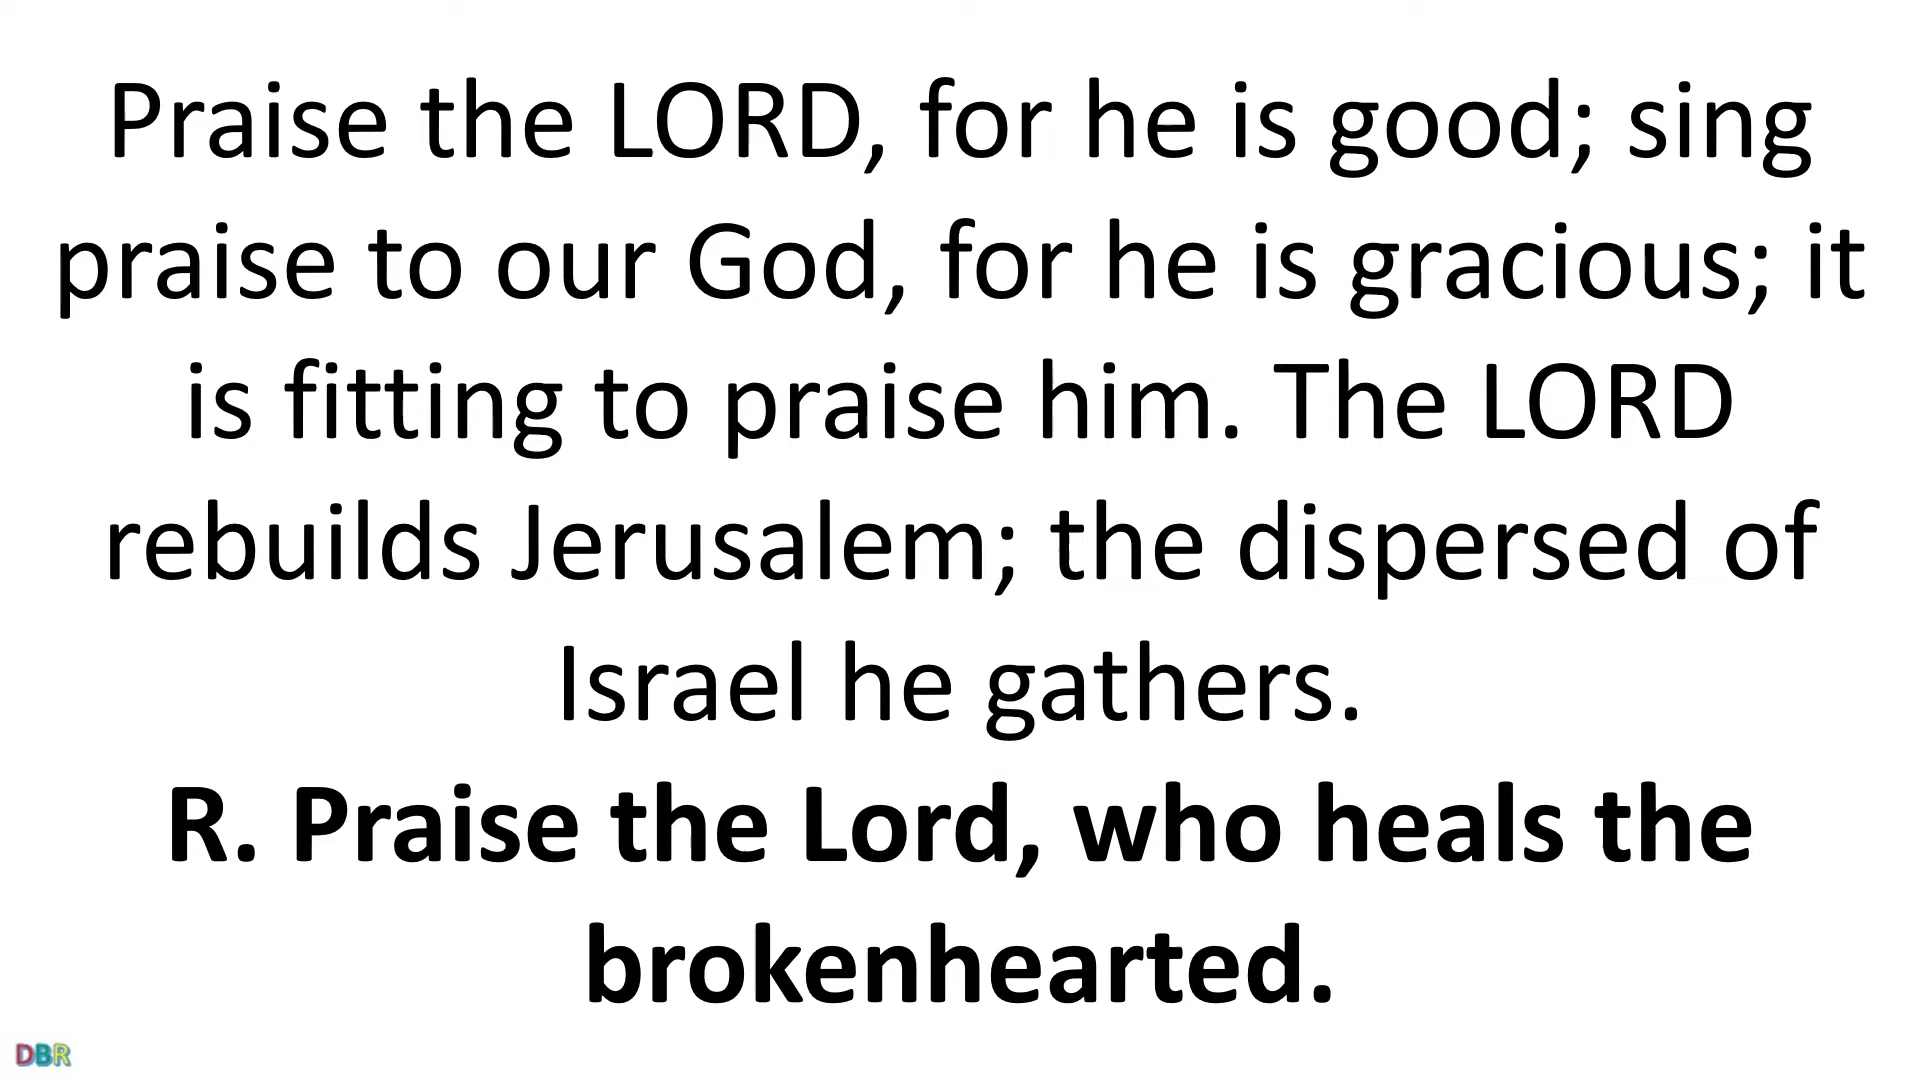 Praise the LORD, for he is good; sing
praise to our God, for he is gracious; it
is fitting to praise him. The LORD
rebuilds Jerusalem; the dispersed of
Israel he gathers.
R. Praise the Lord, who heals the
brokenhearted.
DBR